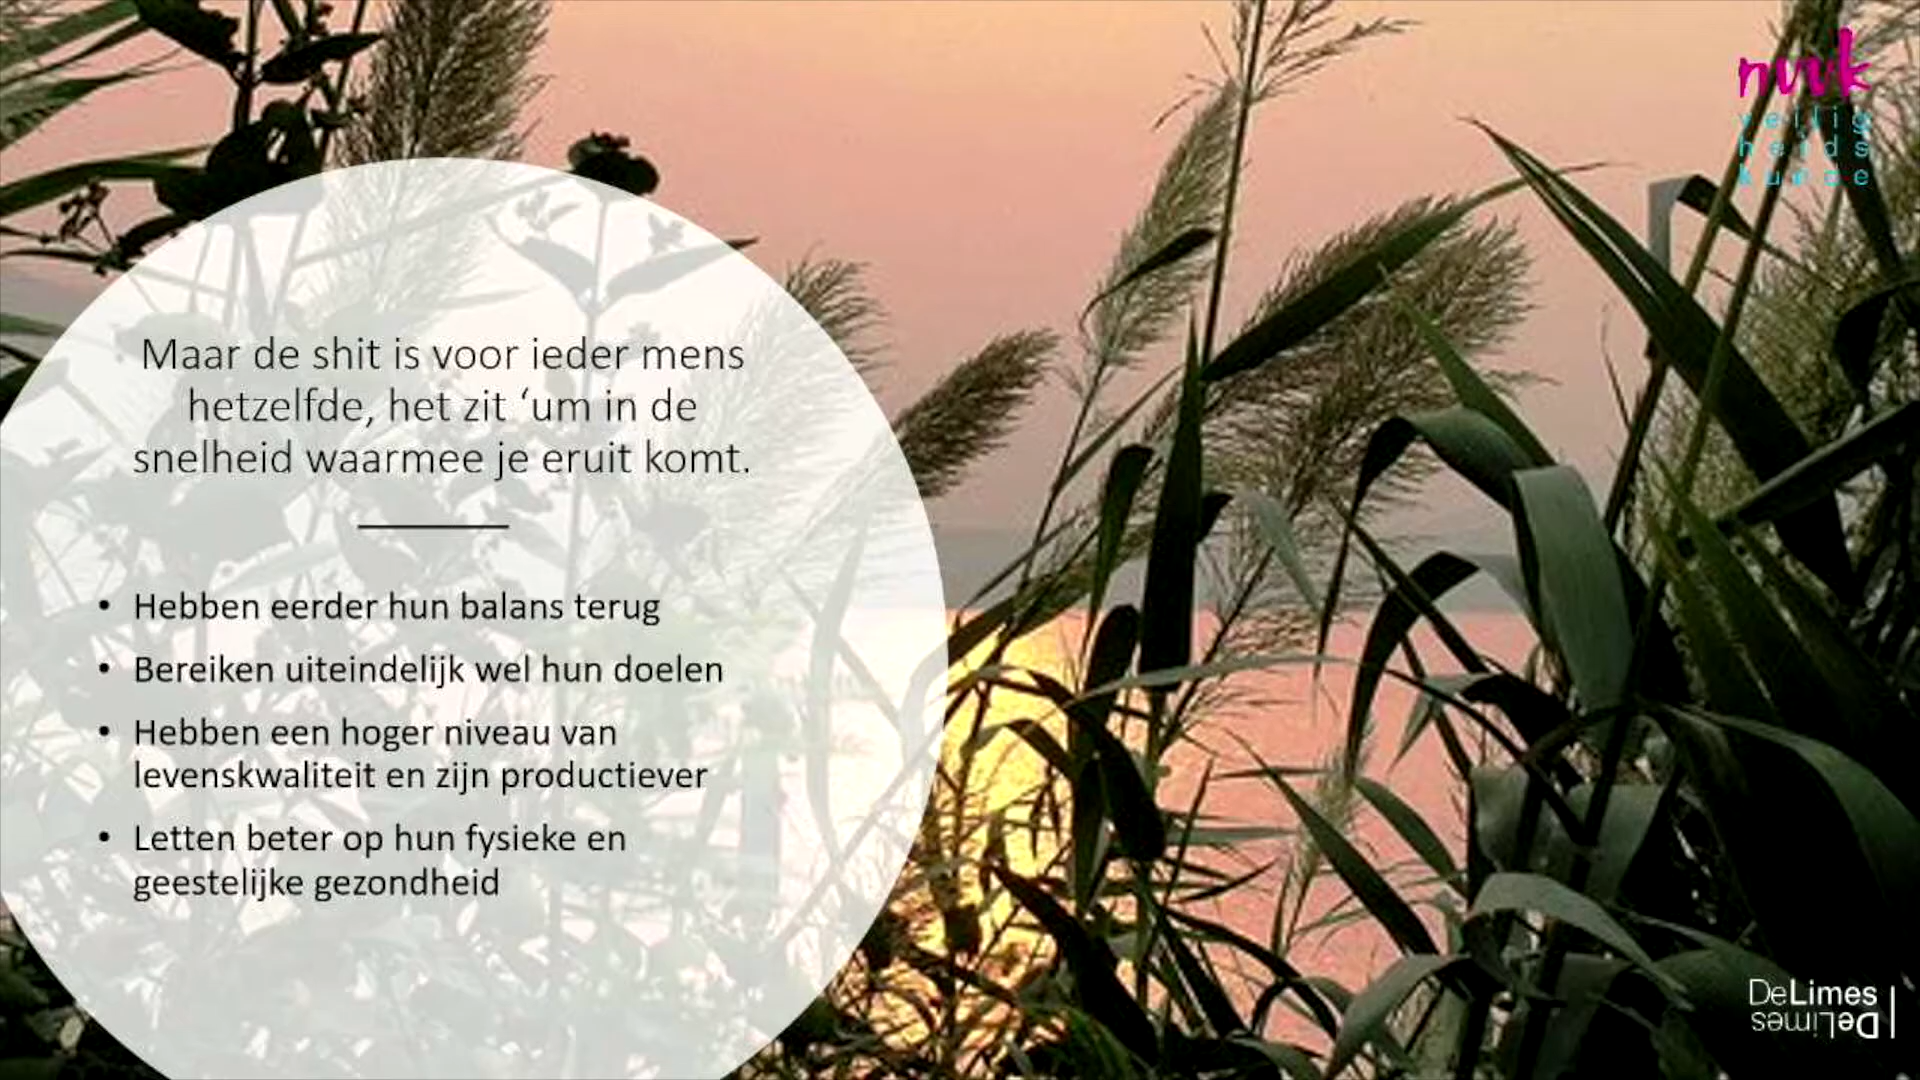 nvvk
veilig
heids
kunde
Maar de shit is voor ieder mens
hetzelfde, het zit ‘um in de
snelheid waarmee je eruit komt.
• Hebben eerder hun balans terug
• Bereiken uiteindelijk wel hun doelen
• Hebben een hoger niveau van
levenskwaliteit en zijn productiever
• Letten beter op hun fysieke en
geestelijke gezondheid
DeLimes
DeLimes